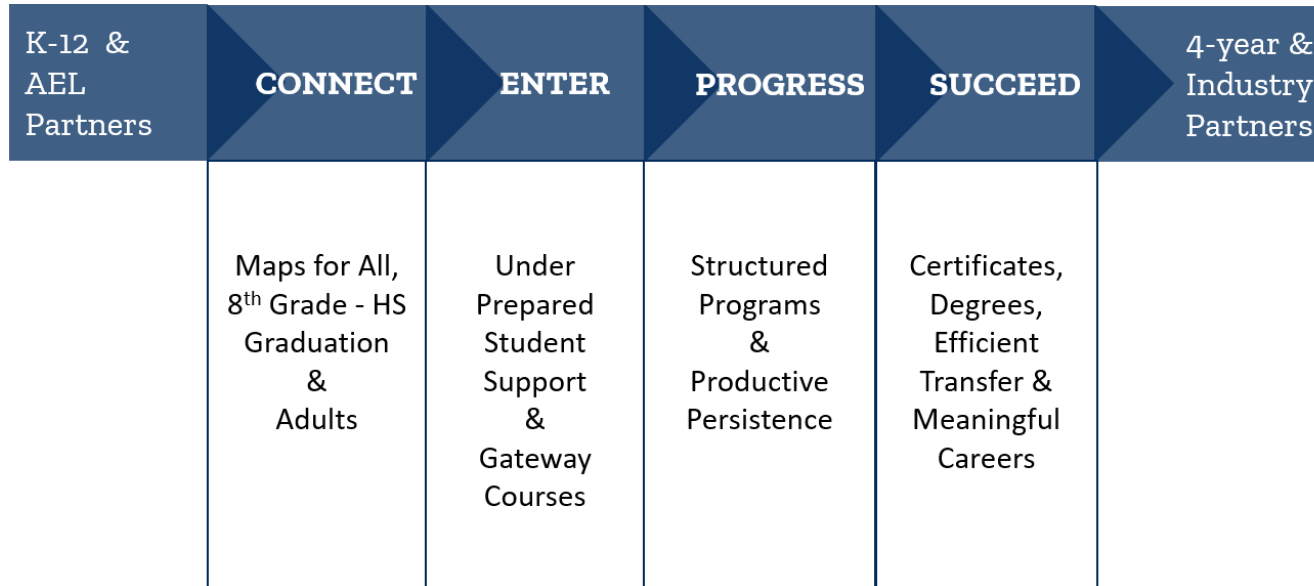 K-12 &
AEL
Partners
CONNECT
ENTER
PROGRESS
SUCCEED
4-year &
Industry
Partners
Maps for All,
8th Grade - HS
Graduation
&
Adults
Under
Prepared
Student
Support
&
Gateway
Courses
Structured
Programs
&
Productive
Persistence
Certificates,
Degrees,
Efficient
Transfer &
Meaningful
Careers